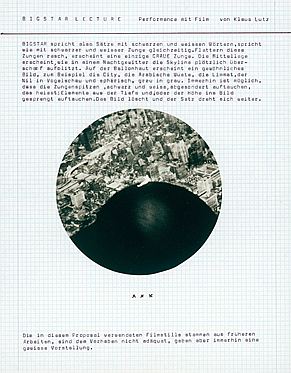 BIGSTAR LECTURE Performance mit Film von Klaus Lutz
BIGSTAR spricht also Sätze mit schwarzen und weissen Wörtern,spricht
wie mit schwarzen und weisser Zunge gleichzeitig.Flattern diese
Zungen rasch, erscheint eine einzige GRAUE Zunge. Die Mittellage
erscheint,wie in einem Nachtgewitter die Skyline plötzlich über-
scharf aufblitzt. Auf der Ballonhaut erscheint ein gewöhnliches
Bild, zum Beispiel die City, die Arabische Wüste, die Limmat,der
Nil in Vogelschau und sphärisch, grau in grau. Immerhin ist möglich,
dass die Zungenspitzen ,schwarz und weiss,abgesondert auftauchen,
das heisst:Elemente aus der Tiefe und/oder der Höhe ins Bild
gesprengt auftauchen.Das Bild löscht und der Satz dreht sich weiter.
Die in diesem Proposal verwendeten Filmstills stammen aus früheren
Arbeiten, sind dem Vorhaben nicht adäquat, geben aber immerhin eine
gewisse Vorstellung.